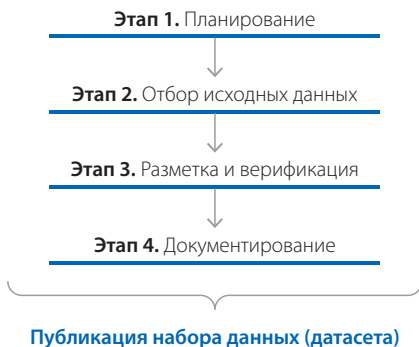 Этап 1. Планирование
Этап 2. Отбор исходных данных
Этап 3. Разметка и верификация
Этап 4. Документирование
Публикация набора данных (датасета)